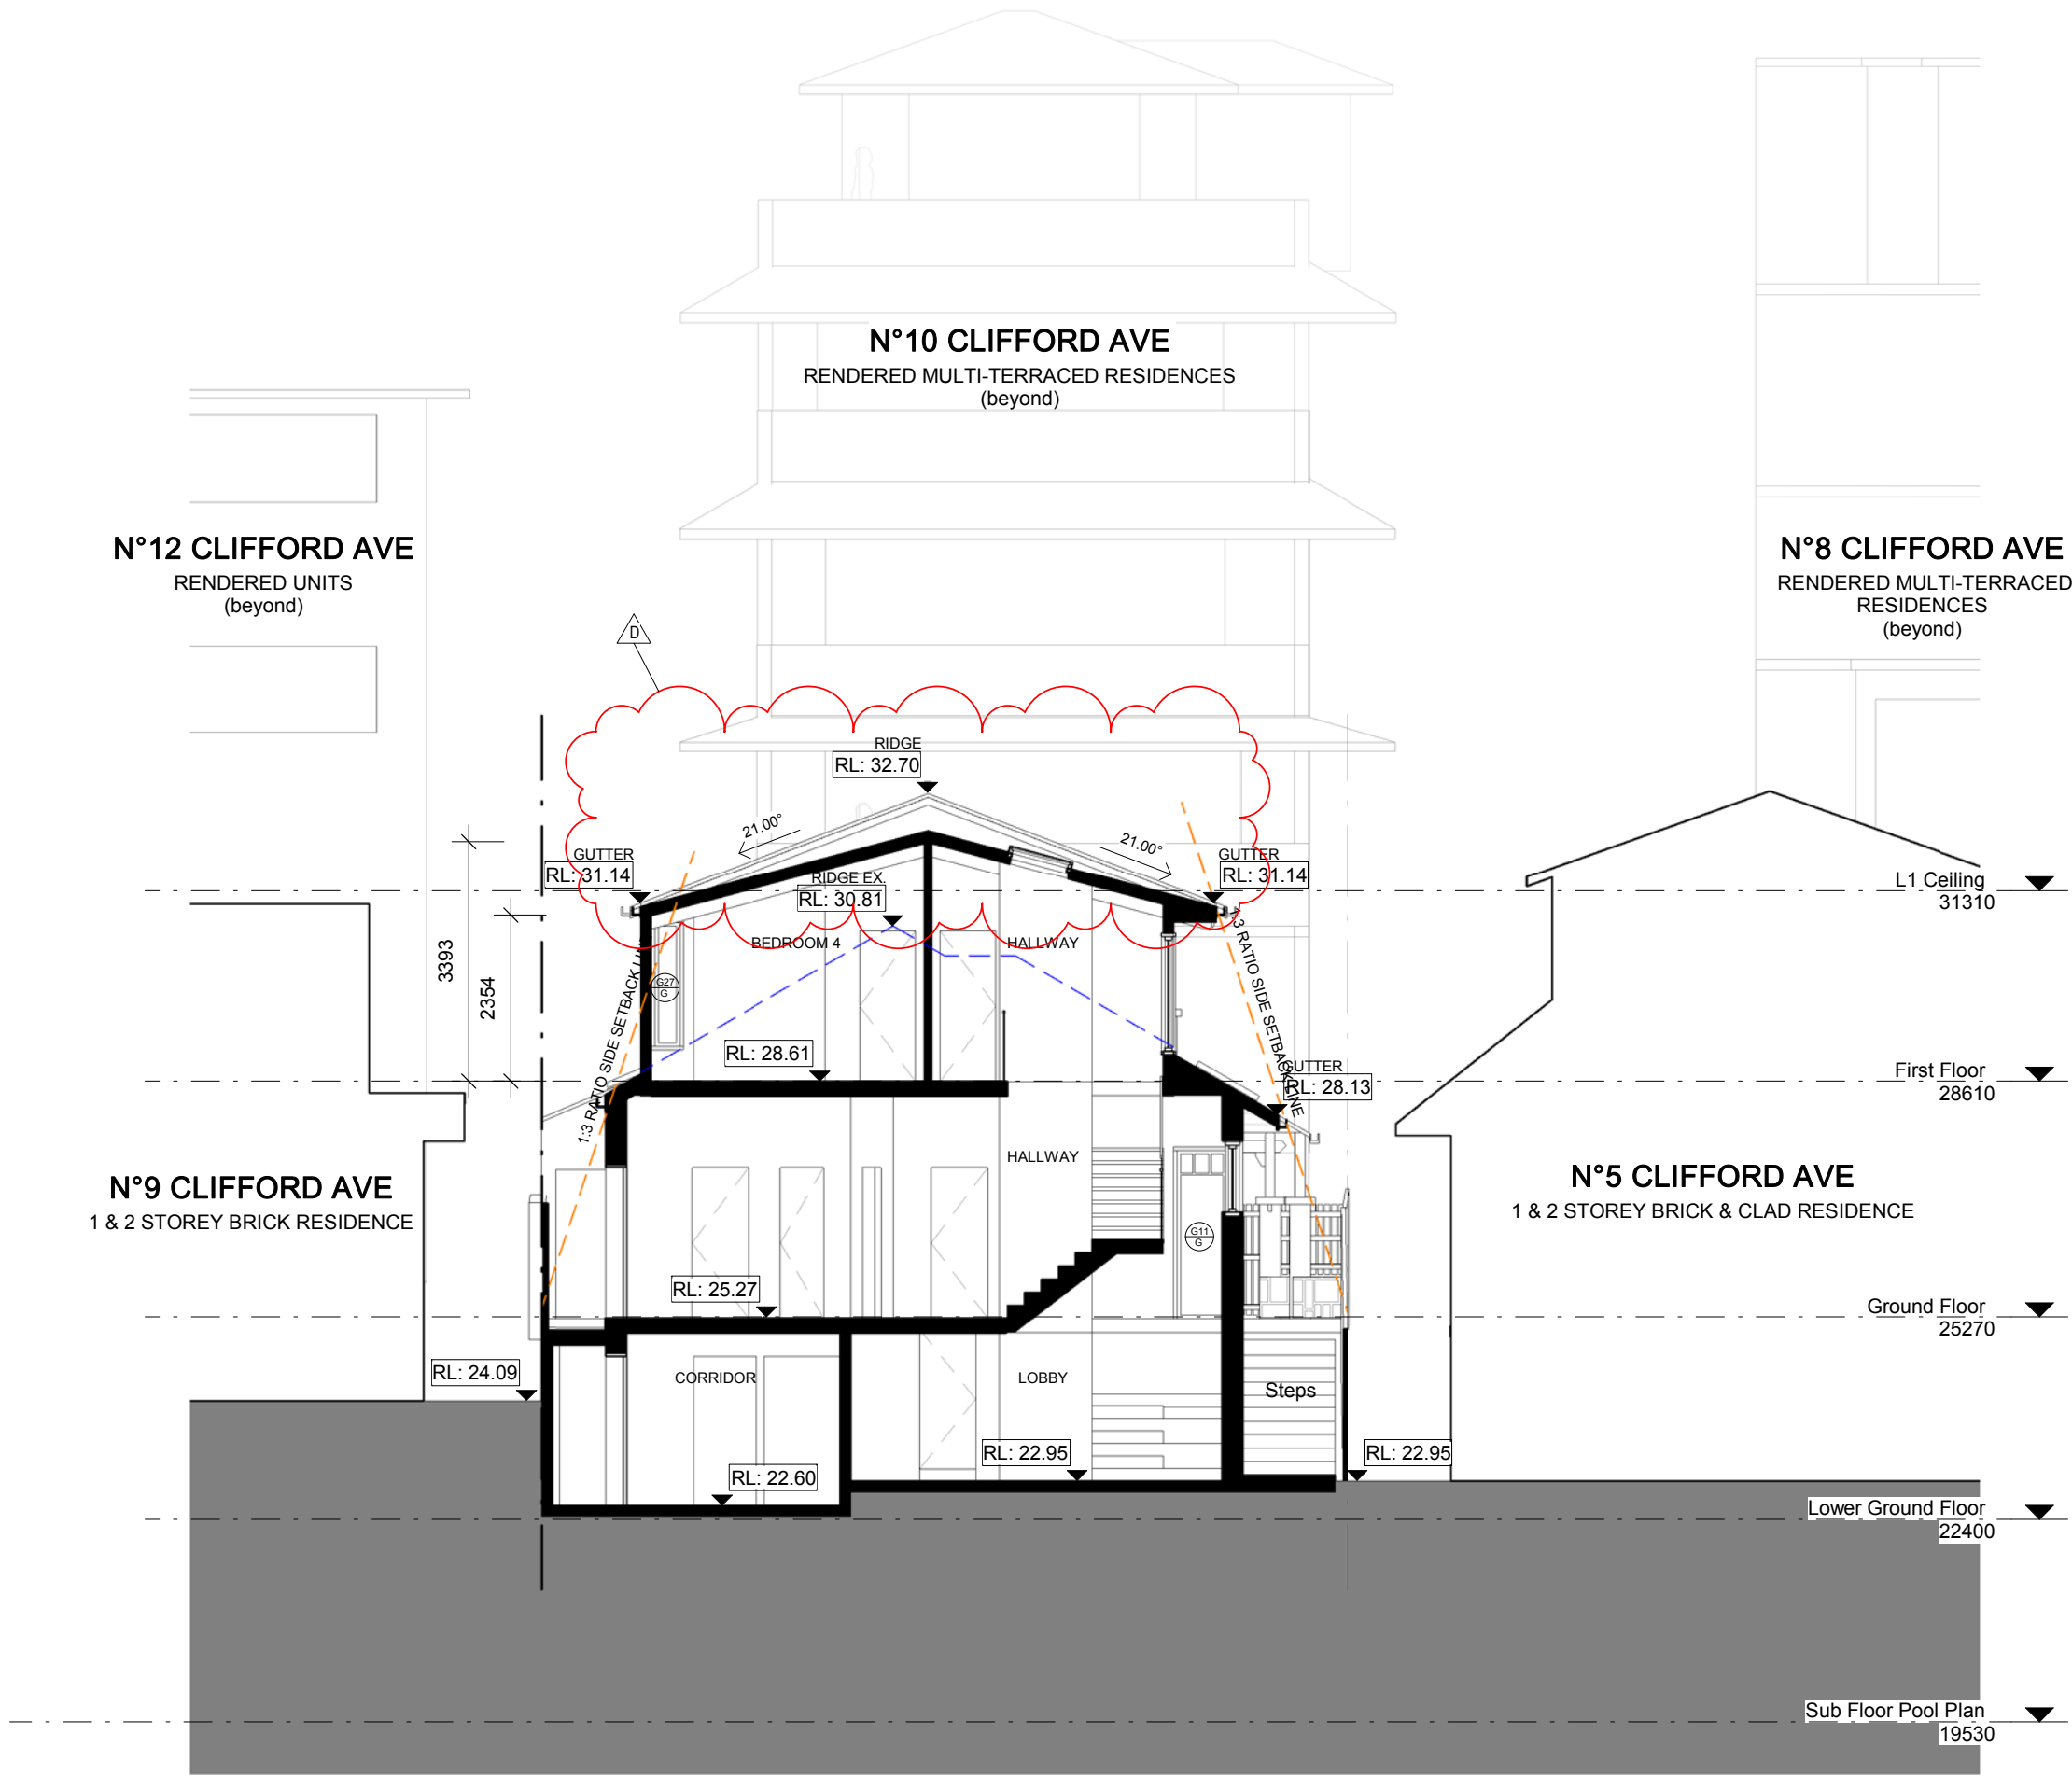 N°10 CLIFFORD AVE
RENDERED MULTI-TERRACED RESIDENCES
(beyond)
N°12 CLIFFORD AVE
RENDERED UNITS
(beyond)
N°8 CLIFFORD AVE
RENDERED MULTI-TERRACED
RESIDENCES
(beyond)
D
RIDGE
RL: 32.70
21.00°
21.00°
GUTTER
RL: 31.14
GUTTER
RL: 31.14
RIDGE EX.
RL: 30.81
L1 Ceiling
31310
BEDROOM 4
HALLWAY
3393
2354
G27
G
1:3 RATIO SIDE SETBACK
1:3 RATIO SIDE SETBACK LINE
RL: 28.61
GUTTER
RL: 28.13
First Floor
28610
HALLWAY
N°9 CLIFFORD AVE
1 & 2 STOREY BRICK RESIDENCE
N°5 CLIFFORD AVE
1 & 2 STOREY BRICK & CLAD RESIDENCE
G11
G
RL: 25.27
Ground Floor
25270
RL: 24.09
CORRIDOR
LOBBY
Steps
RL: 22.60
RL: 22.95
RL: 22.95
Lower Ground Floor
22400
Sub Floor Pool Plan
19530